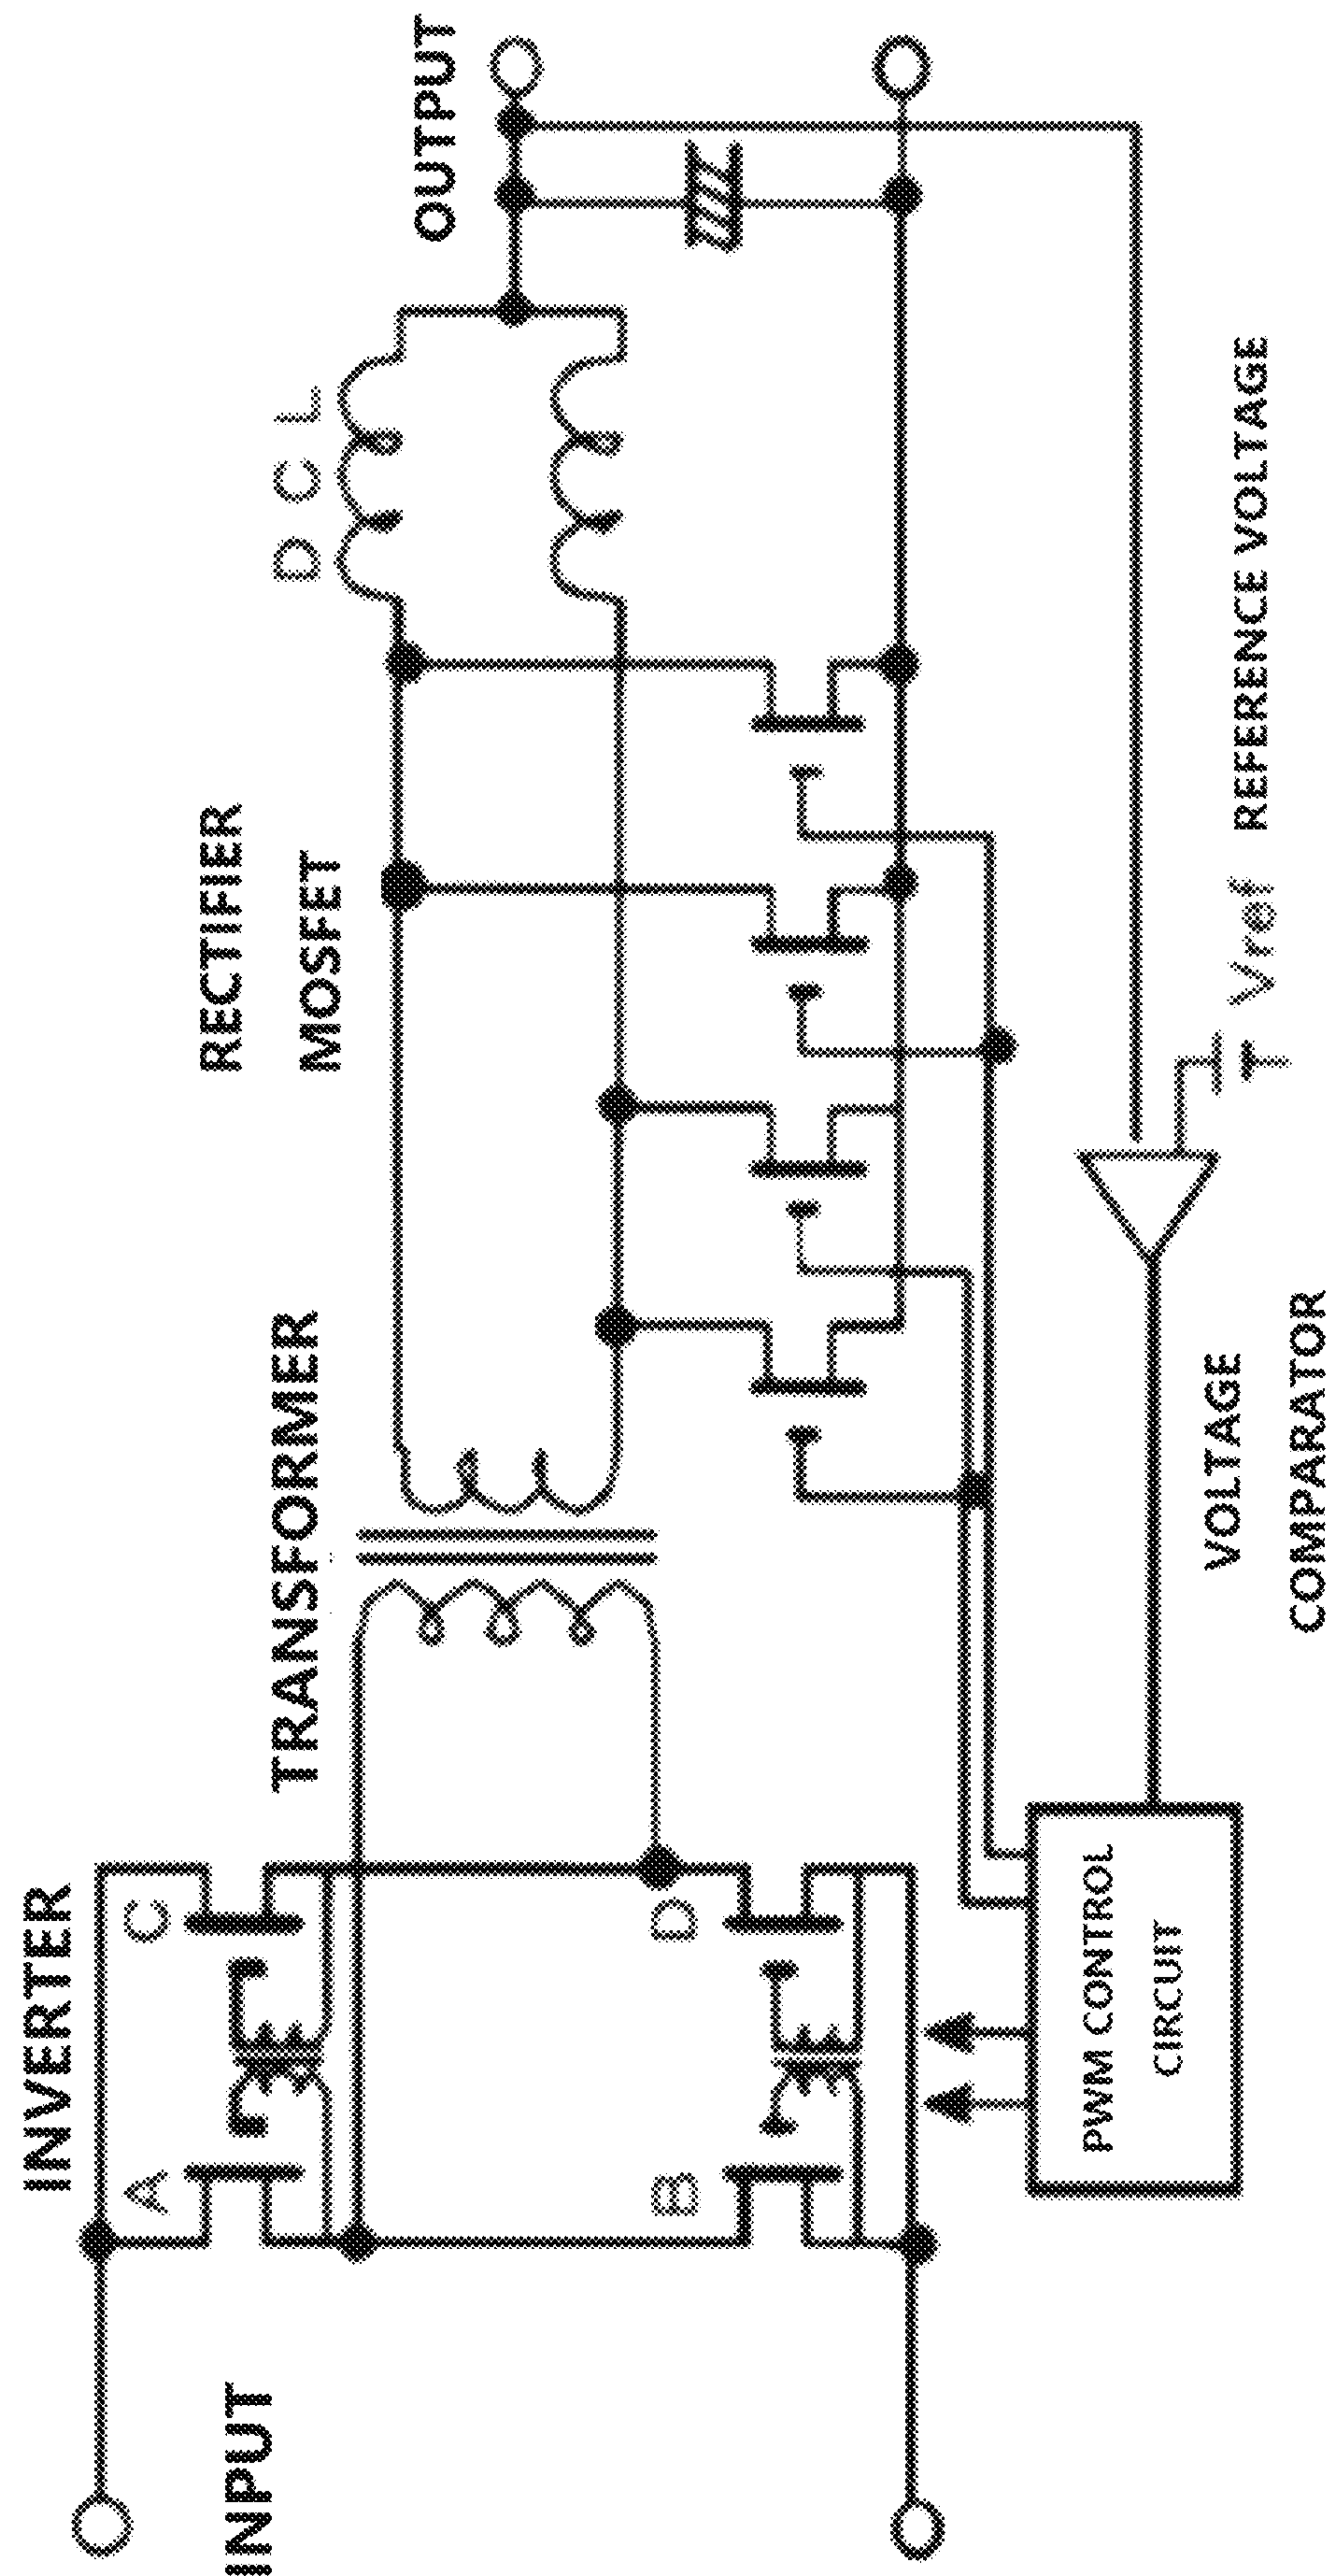 INVERTER
TRANSFORMER
RECTIFIER
MOSFET
D C L
OUTPUT
INPUT
A
C
B
D
PWM CONTROL
CIRCUIT
VOLTAGE
COMPARATOR
Vref REFERENCE VOLTAGE